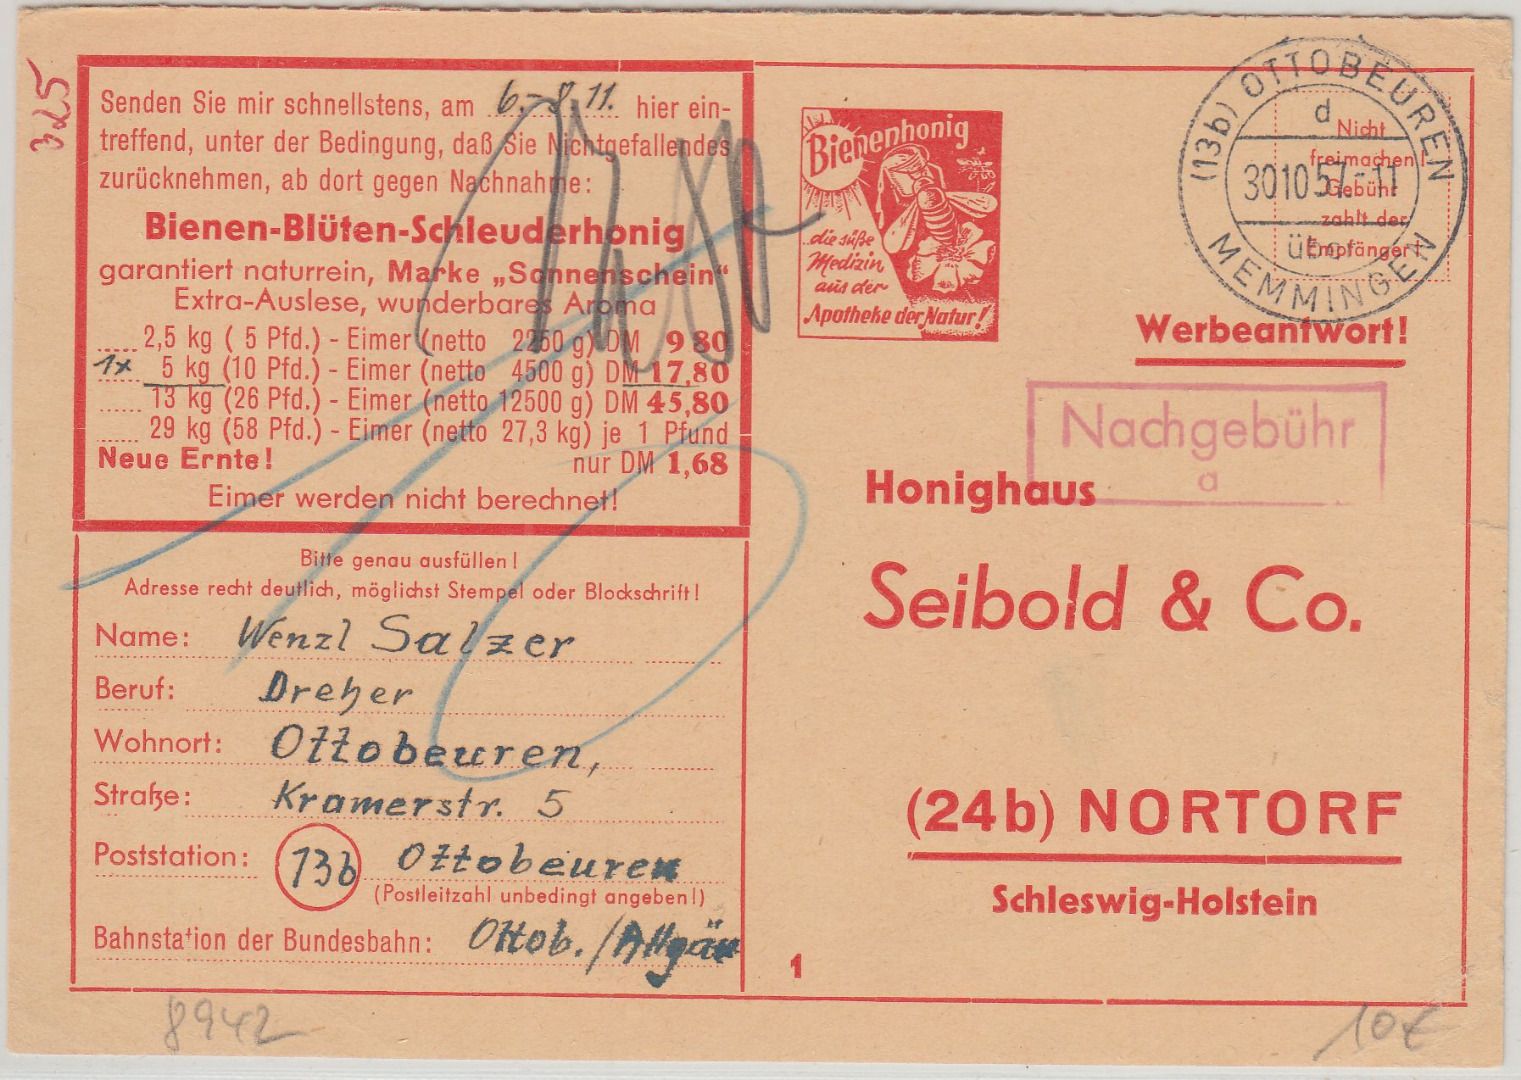 325
Senden Sie mir schnellstens, am 6.-8.11. hier ein-
treffend, unter der Bedingung, daß Sie Nichtgefallendes
zurücknehmen, ab dort gegen Nachnahme:
Bienen-Blüten-Schleuderhonig
garantiert naturrein, Marke „Sonnenschein"
Extra-Auslese, wunderbares Aroma
..... 2,5 kg ( 5 Pfd.) - Eimer (netto 2250 g) DM 9 80
1x 5 kg (10 Pfd.) - Eimer (netto 4500 g) DM 17,80
..... 13 kg (26 Pfd.) - Eimer (netto 12500 g) DM 45,80
..... 29 kg (58 Pfd.) - Eimer (netto 27,3 kg) je 1 Pfund
Neue Ernte! nur DM 1,68
Eimer werden nicht berechnet!
Bitte genau ausfüllen!
Adresse recht deutlich, möglichst Stempel oder Blockschrift!
Name: Wenzl Salzer
Beruf: Dreher
Wohnort: Ottobeuren,
Straße: Kramerstr. 5
Poststation: 13b Ottobeuren
(Postleitzahl unbedingt angeben!)
Bahnstation der Bundesbahn: Ottob./Allgäu
8942
Bienenhonig
...die süße
Medizin
aus der
Apotheke der Natur!
(13b) OTTOBEUREN
d
30.10.57.-11
über
MEMMINGEN
Nicht
freimachen!
Gebühr
zahlt der
Empfänger!
Werbeantwort!
Nachgebühr
a
Honighaus
Seibold & Co.
(24b) NORTORF
Schleswig-Holstein
1
10€